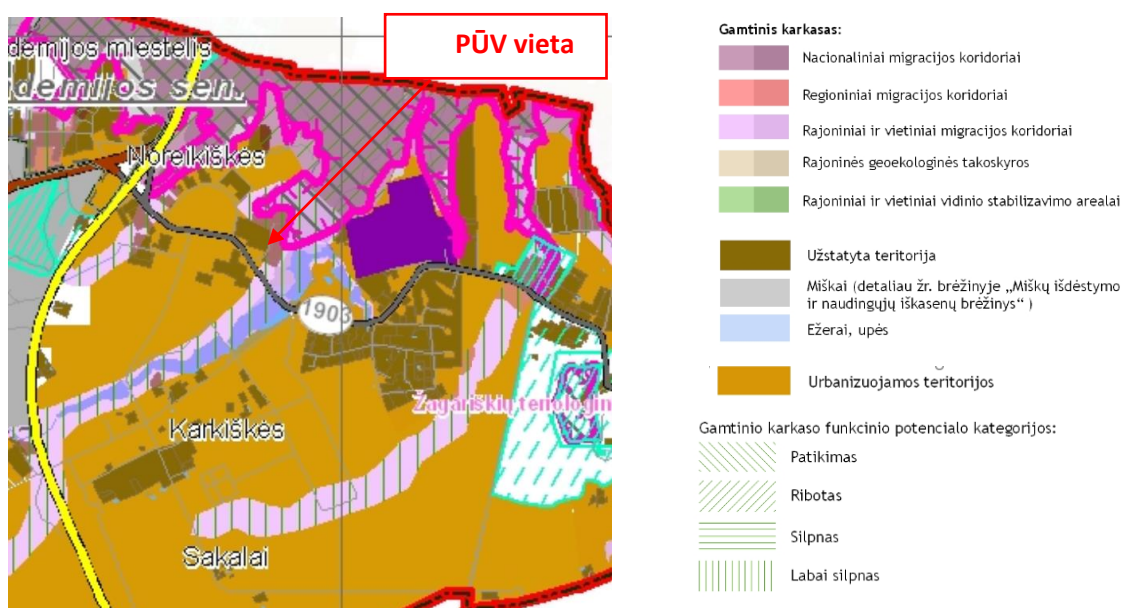 PŪV vieta
dėmijos miestelis
dėmijos sen.
Noreikiškės
1903
Karkiškės
Sakalai
Gamtinis karkasas:
Nacionaliniai migracijos koridoriai
Regioniniai migracijos koridoriai
Rajoniniai ir vietiniai migracijos koridoriai
Rajoninės geoekologinės takoskyros
Rajoniniai ir vietiniai vidinio stabilizavimo arealai
Užstatyta teritorija
Miškai (detaliau žr. brėžinyje „Miškų išdėstymo
ir naudingųjų iškasenų brėžinys“ )
Ežerai, upės
Urbanizuojamos teritorijos
Gamtinio karkaso funkcinio potencialo kategorijos:
Patikimas
Ribotas
Silpnas
Labai silpnas